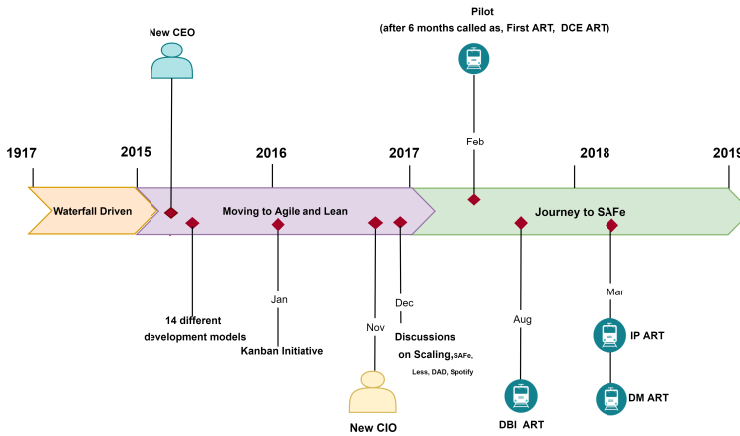 Pilot
(after 6 months called as, First ART, DCE ART)
New CEO
Feb
1917
2015
2016
2017
2018
2019
Waterfall Driven
Moving to Agile and Lean
Journey to SAFe
14 different
development models
Jan
Kanban Initiative
Nov
New CIO
Dec
Discussions
on Scaling,SAFe,
Less, DAD, Spotify
Aug
DBI ART
Mar
IP ART
DM ART